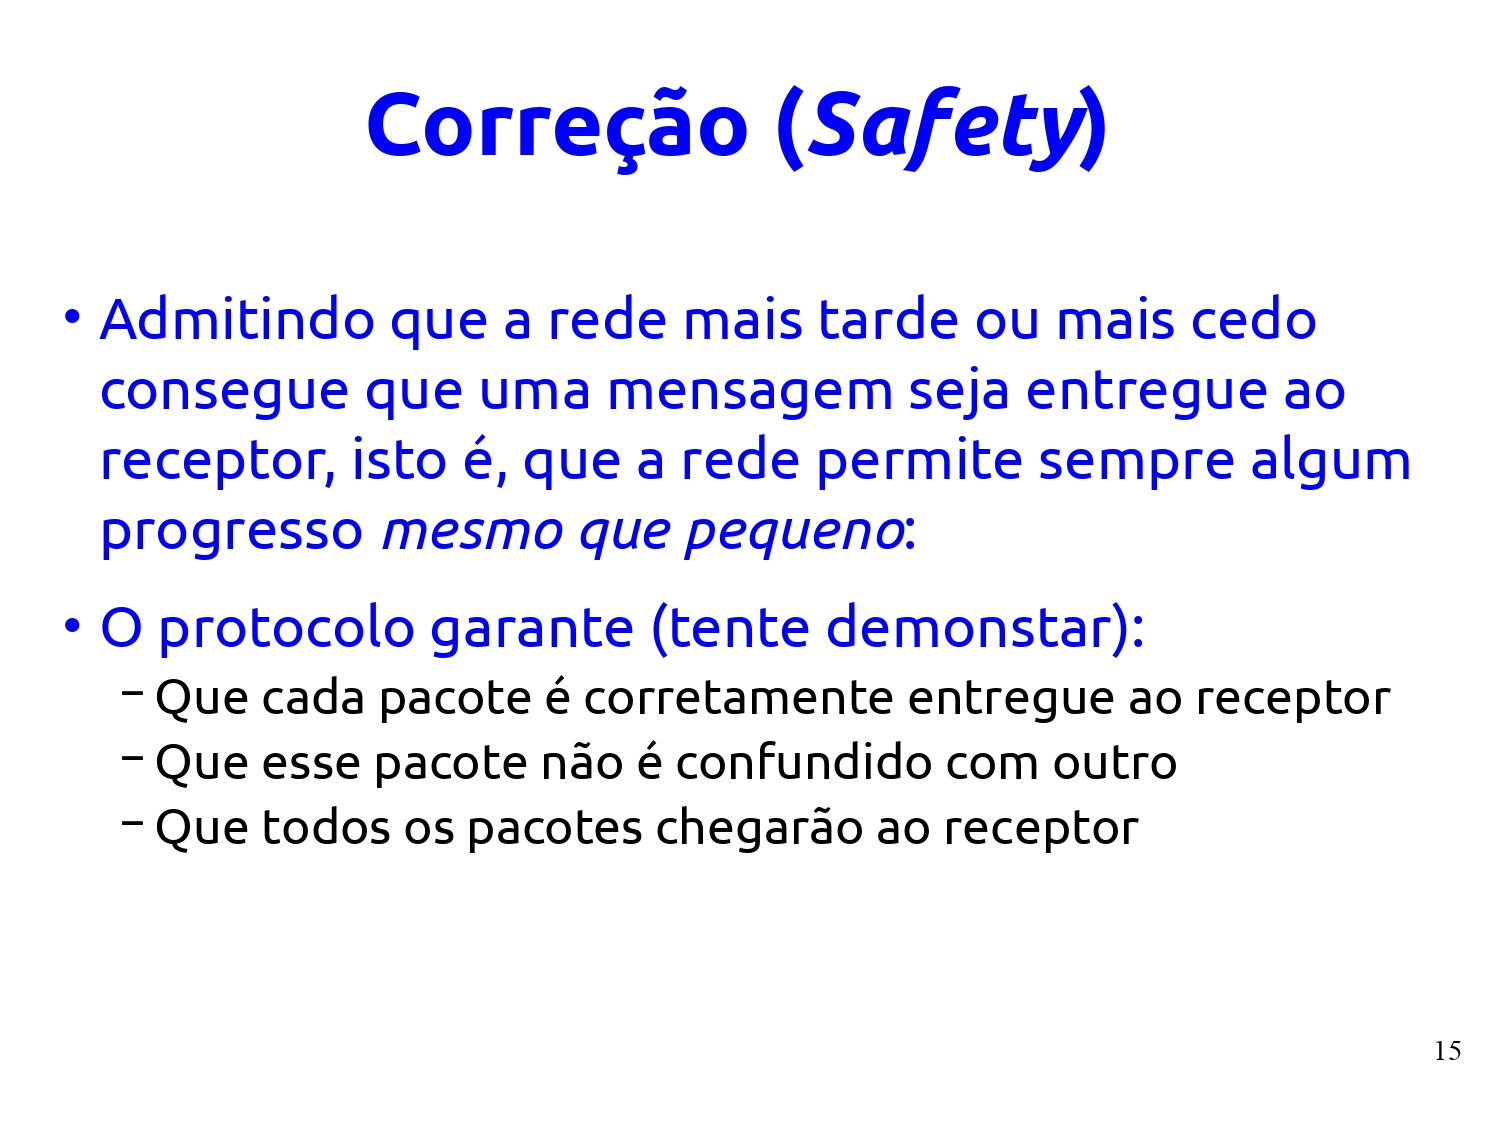 Correção (Safety)
• Admitindo que a rede mais tarde ou mais cedo
consegue que uma mensagem seja entregue ao
receptor, isto é, que a rede permite sempre algum
progresso mesmo que pequeno:
• O protocolo garante (tente demonstar):
– Que cada pacote é corretamente entregue ao receptor
– Que esse pacote não é confundido com outro
– Que todos os pacotes chegarão ao receptor
15